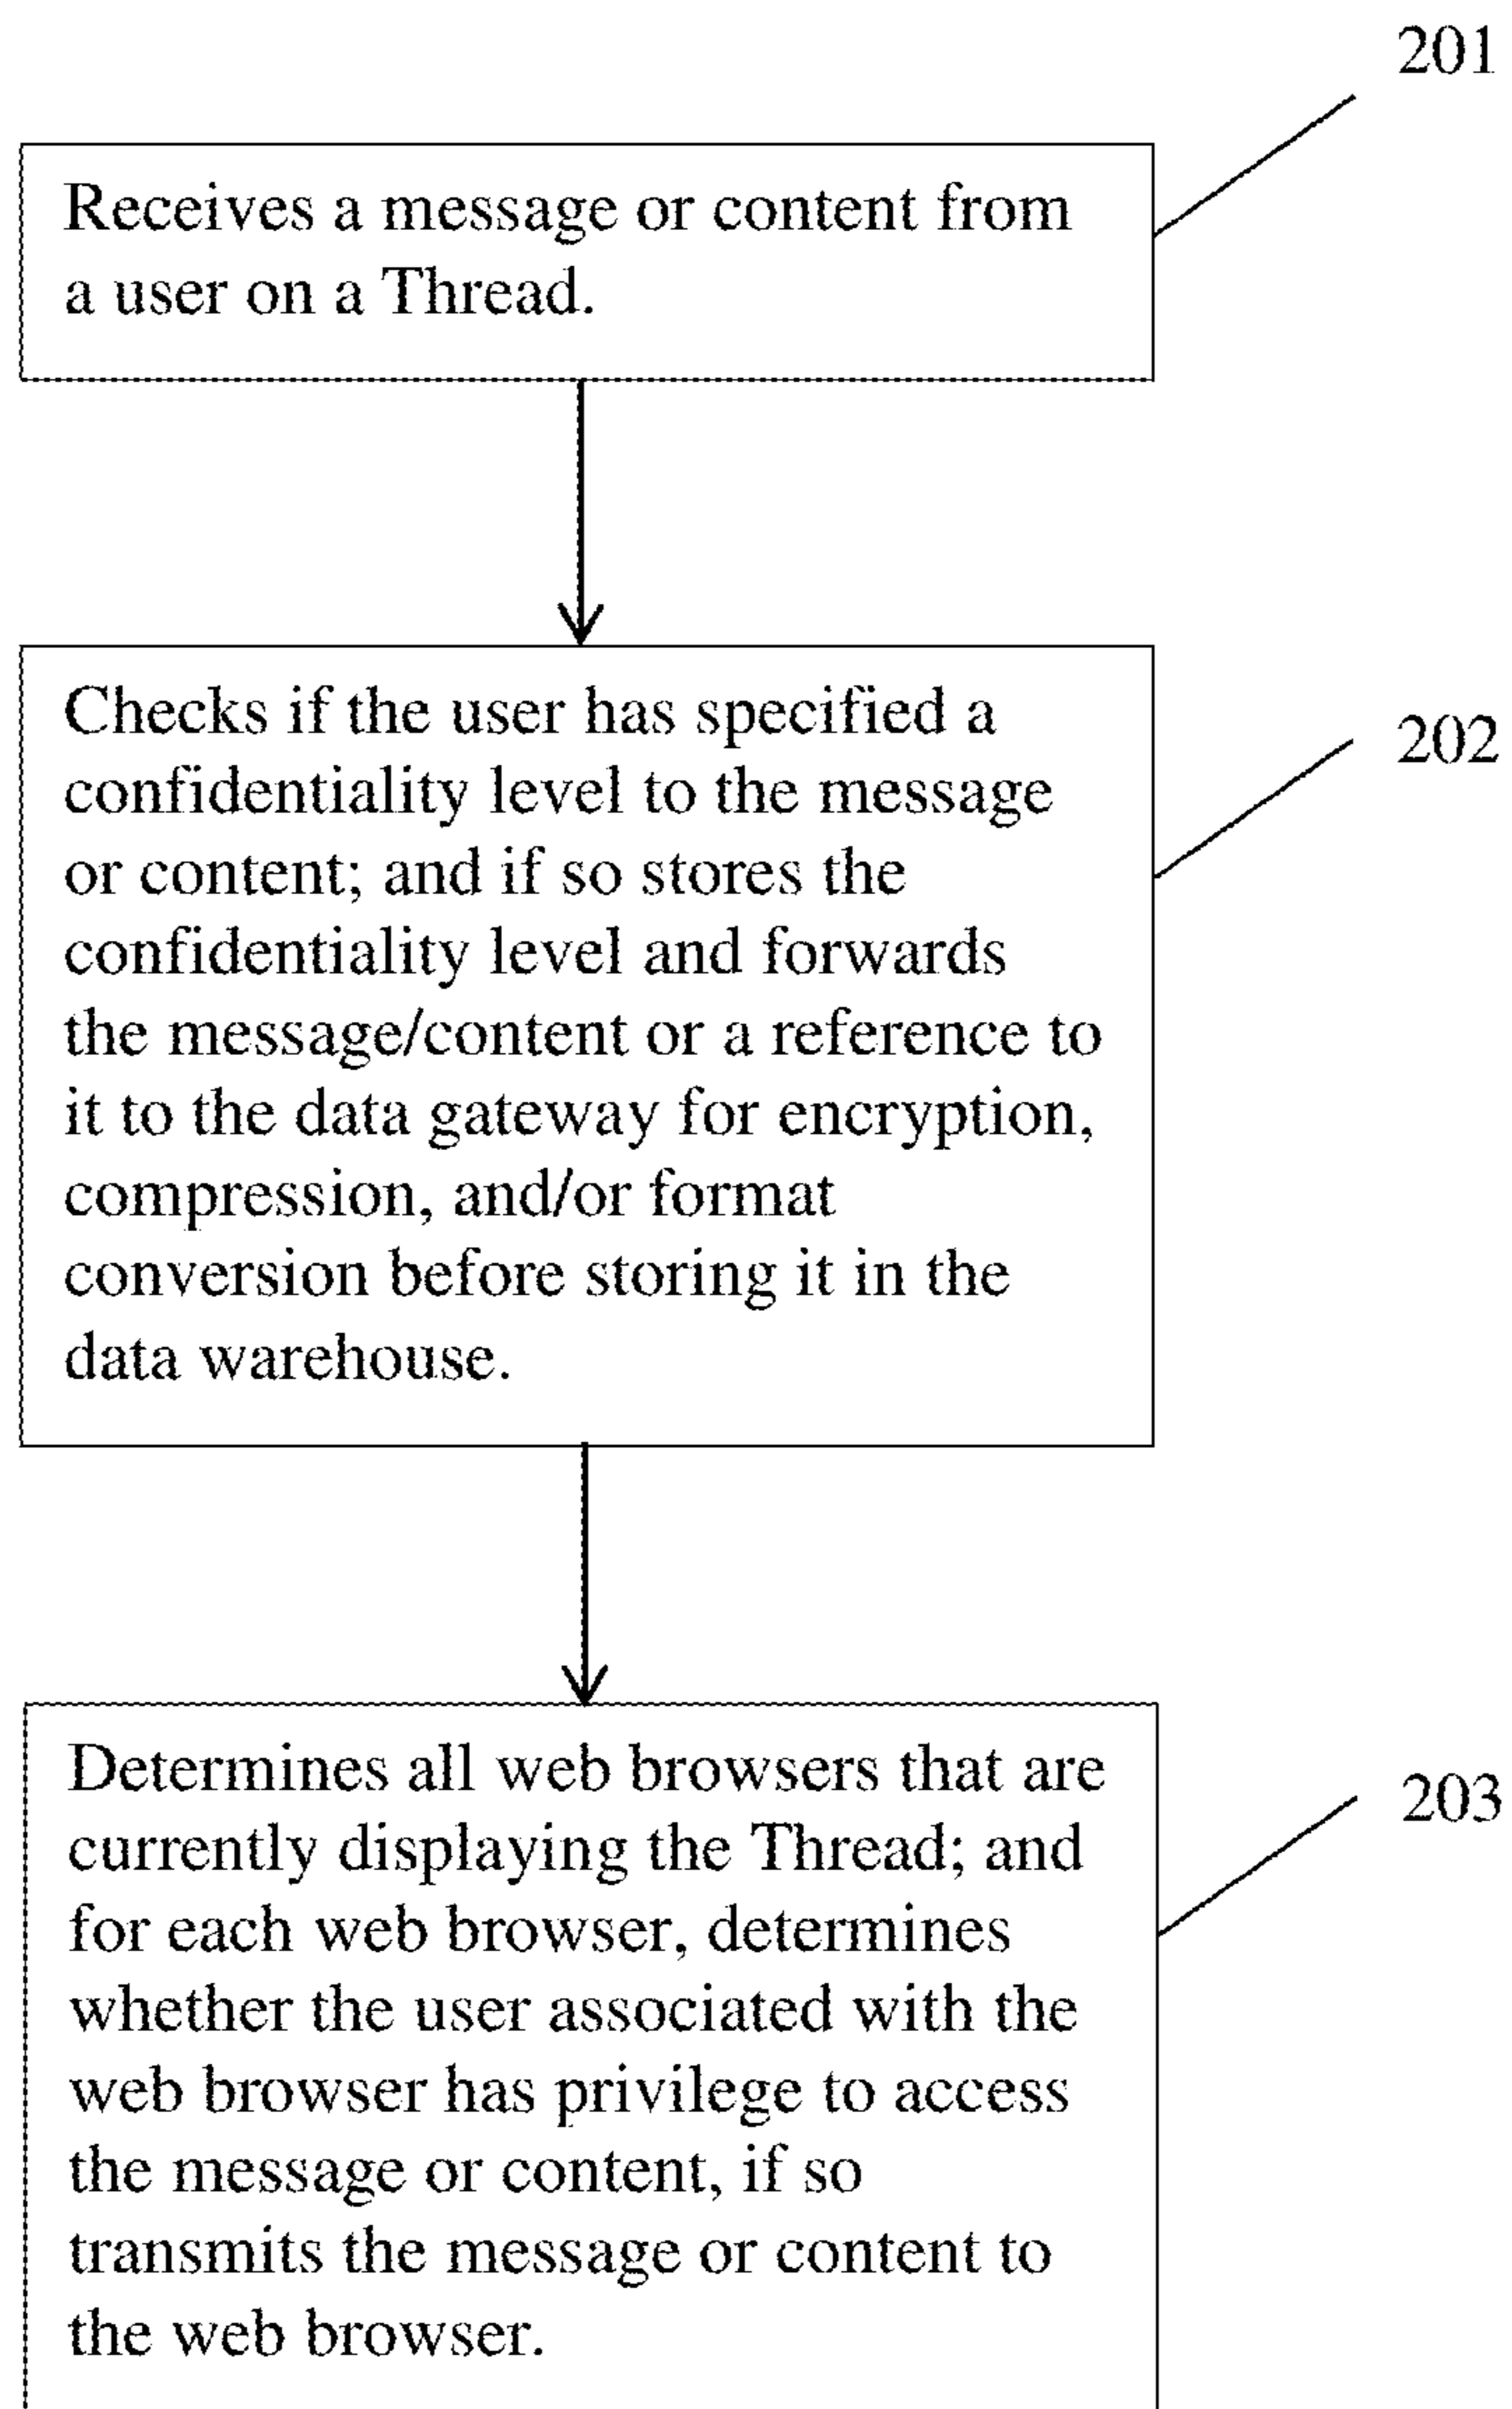 201
Receives a message or content from
a user on a Thread.
Checks if the user has specified a
confidentiality level to the message
or content; and if so stores the
confidentiality level and forwards
the message/content or a reference to
it to the data gateway for encryption,
compression, and/or format
conversion before storing it in the
data warehouse.
202
Determines all web browsers that are
currently displaying the Thread; and
for each web browser, determines
whether the user associated with the
web browser has privilege to access
the message or content, if so
transmits the message or content to
the web browser.
203